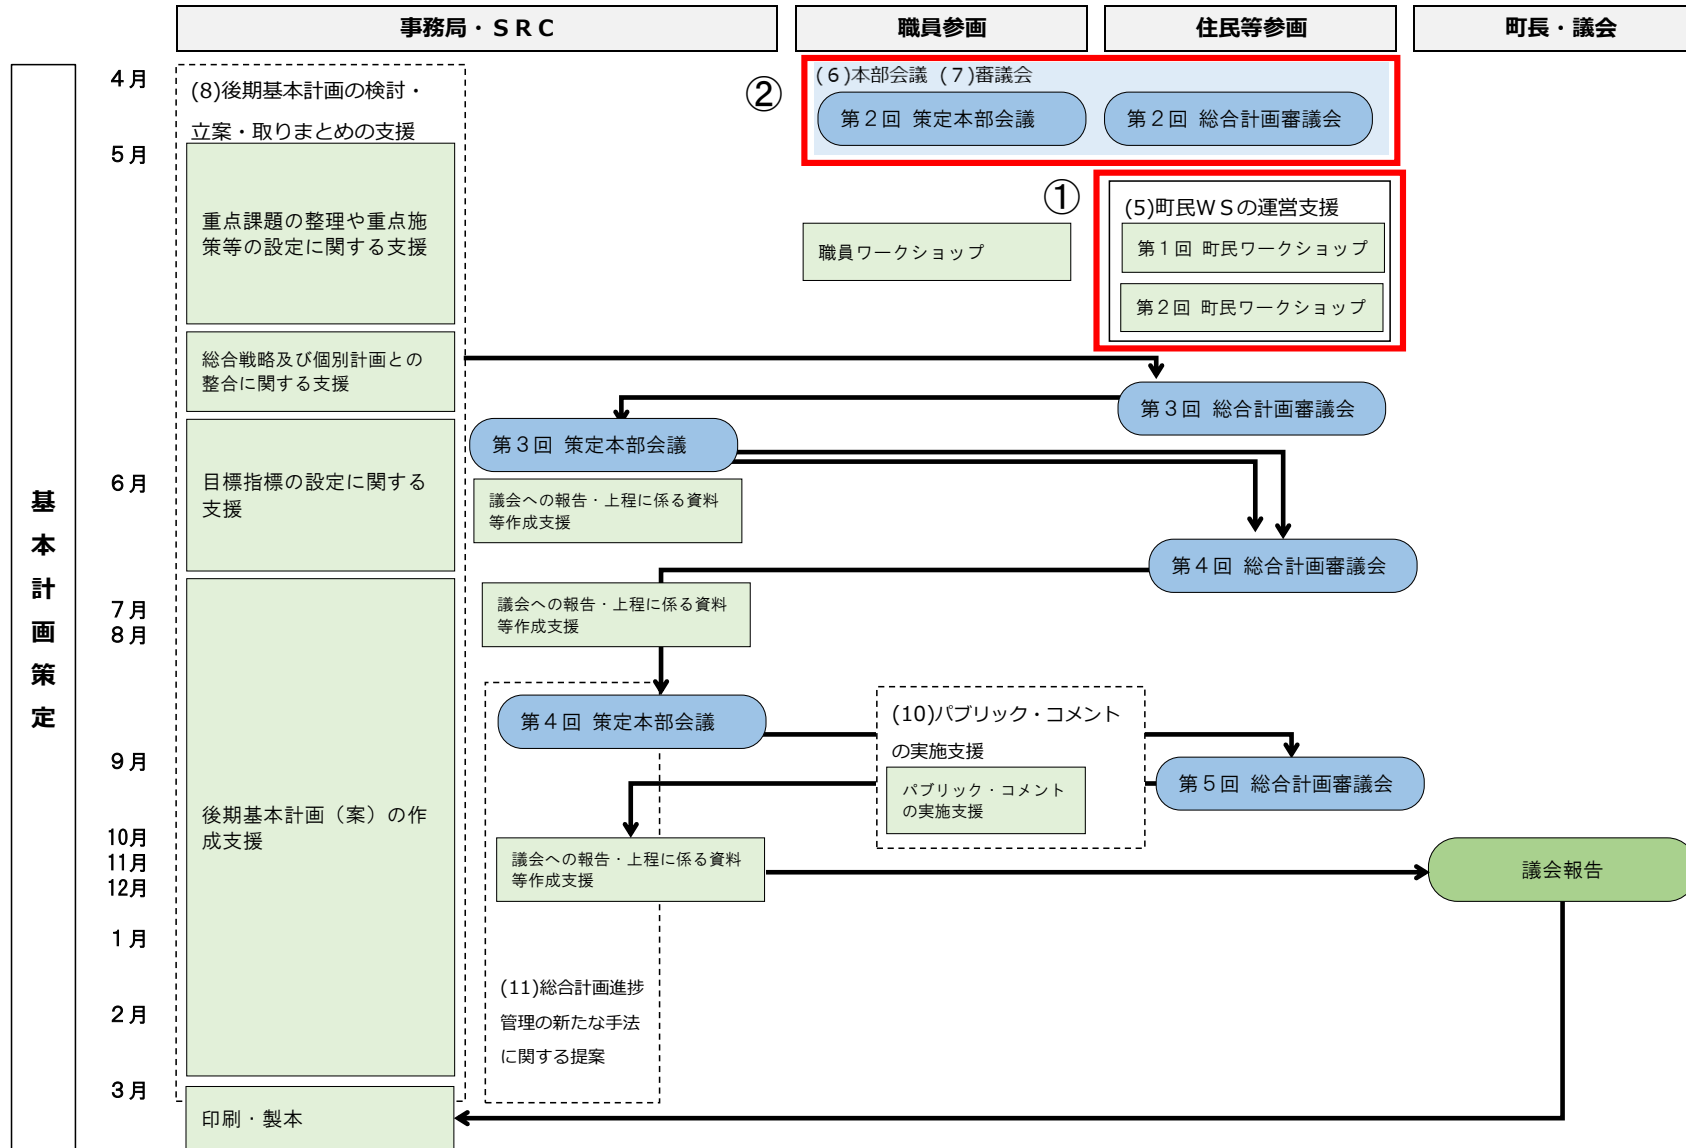 事務局・ＳＲＣ
職員参画
住民等参画
町長・議会
基本計画策定
4月
5月
6月
7月
8月
9月
10月
11月
12月
1月
2月
3月
(8)後期基本計画の検討・
立案・取りまとめの支援
重点課題の整理や重点施
策等の設定に関する支援
総合戦略及び個別計画との
整合に関する支援
目標指標の設定に関する
支援
後期基本計画（案）の作
成支援
印刷・製本
②
(６)本部会議 (７)審議会
第２回 策定本部会議
第２回 総合計画審議会
①
(5)町民ＷＳの運営支援
職員ワークショップ
第１回 町民ワークショップ
第２回 町民ワークショップ
第３回 総合計画審議会
第３回 策定本部会議
議会への報告・上程に係る資料
等作成支援
第４回 総合計画審議会
議会への報告・上程に係る資料
等作成支援
第４回 策定本部会議
(10)パブリック・コメント
の実施支援
パブリック・コメント
の実施支援
第５回 総合計画審議会
議会への報告・上程に係る資料
等作成支援
議会報告
(11)総合計画進捗
管理の新たな手法
に関する提案